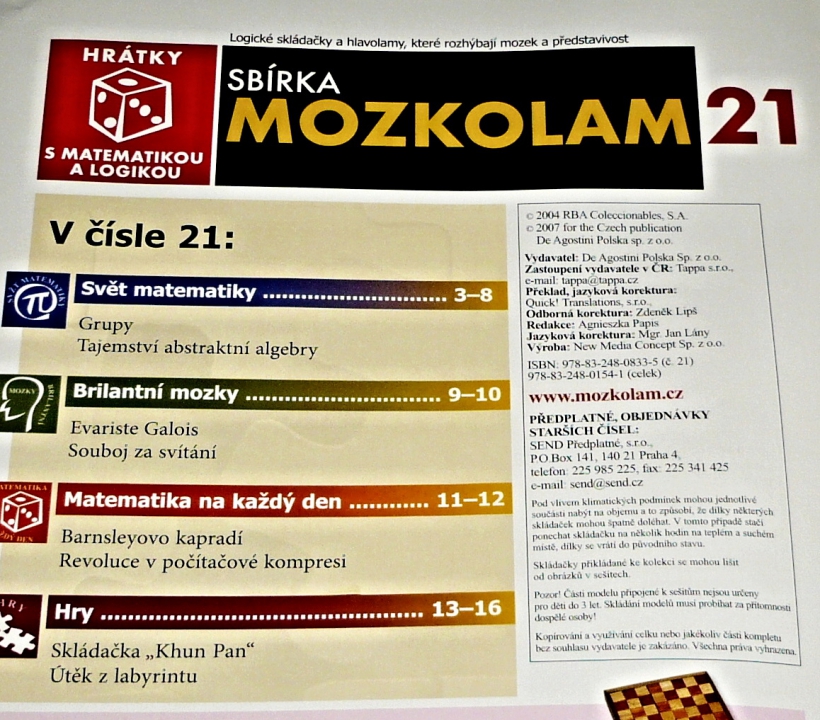 Logické skládačky a hlavolamy, které rozhýbají mozek a představivost
HRÁTKY
S MATEMATIKOU
A LOGIKOU
SBÍRKA
MOZKOLAM 21
V čísle 21:
SVĚT MATEMATIKY
π
Svět matematiky ................................ 3–8
Grupy
Tajemství abstraktní algebry
MOZKY
BRILANTNÍ
Brilantní mozky ................................ 9–10
Evariste Galois
Souboj za svítání
MATEMATIKA
DEN
Matematika na každý den ............ 11–12
Barnsleyovo kapradí
Revoluce v počítačové kompresi
Hry .................................................. 13–16
Skládačka „Khun Pan“
Útěk z labyrintu
© 2004 RBA Coleccionables, S.A.
© 2007 for the Czech publication
De Agostini Polska sp. z o.o.
Vydavatel: De Agostini Polska Sp. z o.o.
Zastoupení vydavatele v ČR: Tappa s.r.o.,
e-mail: tappa@tappa.cz
Překlad, jazyková korektura:
Quick! Translations, s.r.o.,
Odborná korektura: Zdeněk Lipš
Redakce: Agnieszka Papis
Jazyková korektura: Mgr. Jan Lány
Výroba: New Media Concept Sp. z o.o.
ISBN: 978-83-248-0833-5 (č. 21)
978-83-248-0154-1 (celek)
www.mozkolam.cz
PŘEDPLATNÉ, OBJEDNÁVKY
STARŠÍCH ČÍSEL:
SEND Předplatné, s.r.o.,
P.O.Box 141, 140 21 Praha 4,
telefon: 225 985 225, fax: 225 341 425
e-mail: send@send.cz
Pod vlivem klimatických podmínek mohou jednotlivé
součásti nabýt na objemu a to způsobí, že dílky některých
skládaček mohou špatně doléhat. V tomto případě stačí
ponechat skládačku na několik hodin na teplém a suchém
místě, dílky se vrátí do původního stavu.
Skládačky přikládané ke kolekci se mohou lišit
od obrázků v sešitech.
Pozor! Části modelu připojené k sešitům nejsou určeny
pro děti do 3 let. Skládání modelů musí probíhat za přítomnosti
dospělé osoby!
Kopírování a využívání celku nebo jakékoliv části kompletu
bez souhlasu vydavatele je zakázáno. Všechna práva vyhrazena.